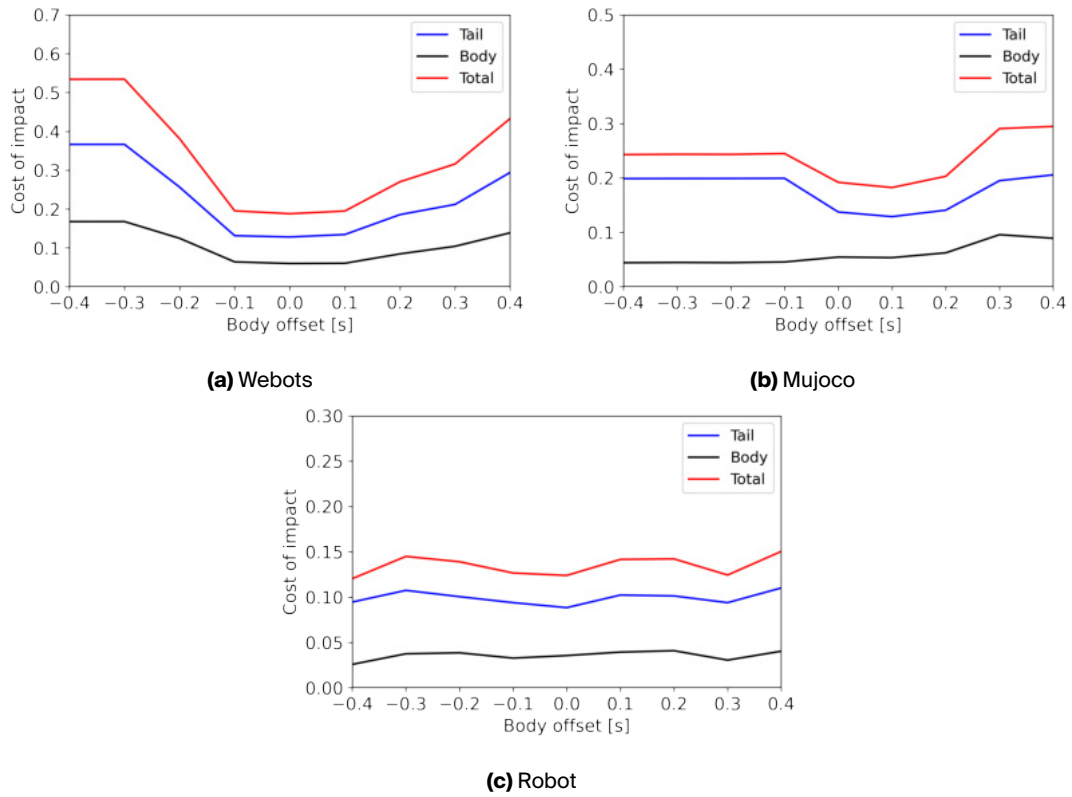 0.7
0.6
0.5
0.4
0.3
0.2
0.1
0.0
Cost of impact
Tail
Body
Total
−0.4 −0.3 −0.2 −0.1 0.0 0.1 0.2 0.3 0.4
Body offset [s]
(a) Webots
0.5
0.4
0.3
0.2
0.1
0.0
Cost of impact
Tail
Body
Total
−0.4 −0.3 −0.2 −0.1 0.0 0.1 0.2 0.3 0.4
Body offset [s]
(b) Mujoco
0.30
0.25
0.20
0.15
0.10
0.05
0.00
Cost of impact
Tail
Body
Total
−0.4 −0.3 −0.2 −0.1 0.0 0.1 0.2 0.3 0.4
Body offset [s]
(c) Robot